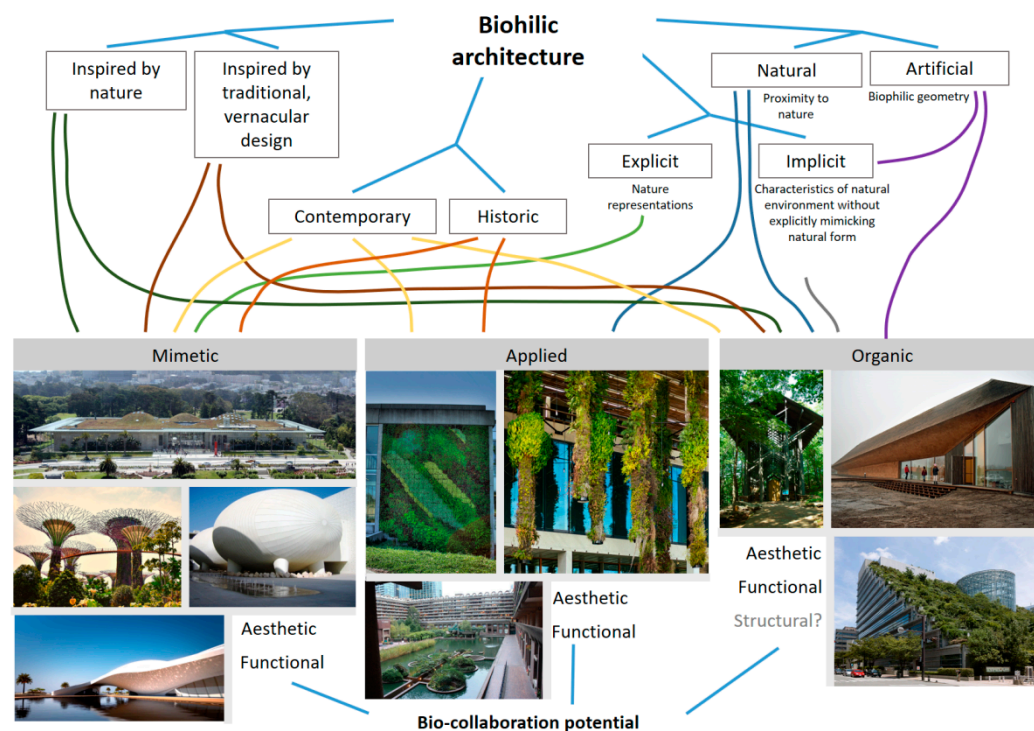 Biohilic
architecture
Inspired by
nature
Inspired by
traditional,
vernacular
design
Natural
Proximity to
nature
Artificial
Biophilic geometry
Explicit
Nature
representations
Implicit
Characteristics of natural
environment without
explicitly mimicking
natural form
Contemporary
Historic
Mimetic
Applied
Organic
Aesthetic
Functional
Aesthetic
Functional
Aesthetic
Functional
Structural?
Bio-collaboration potential